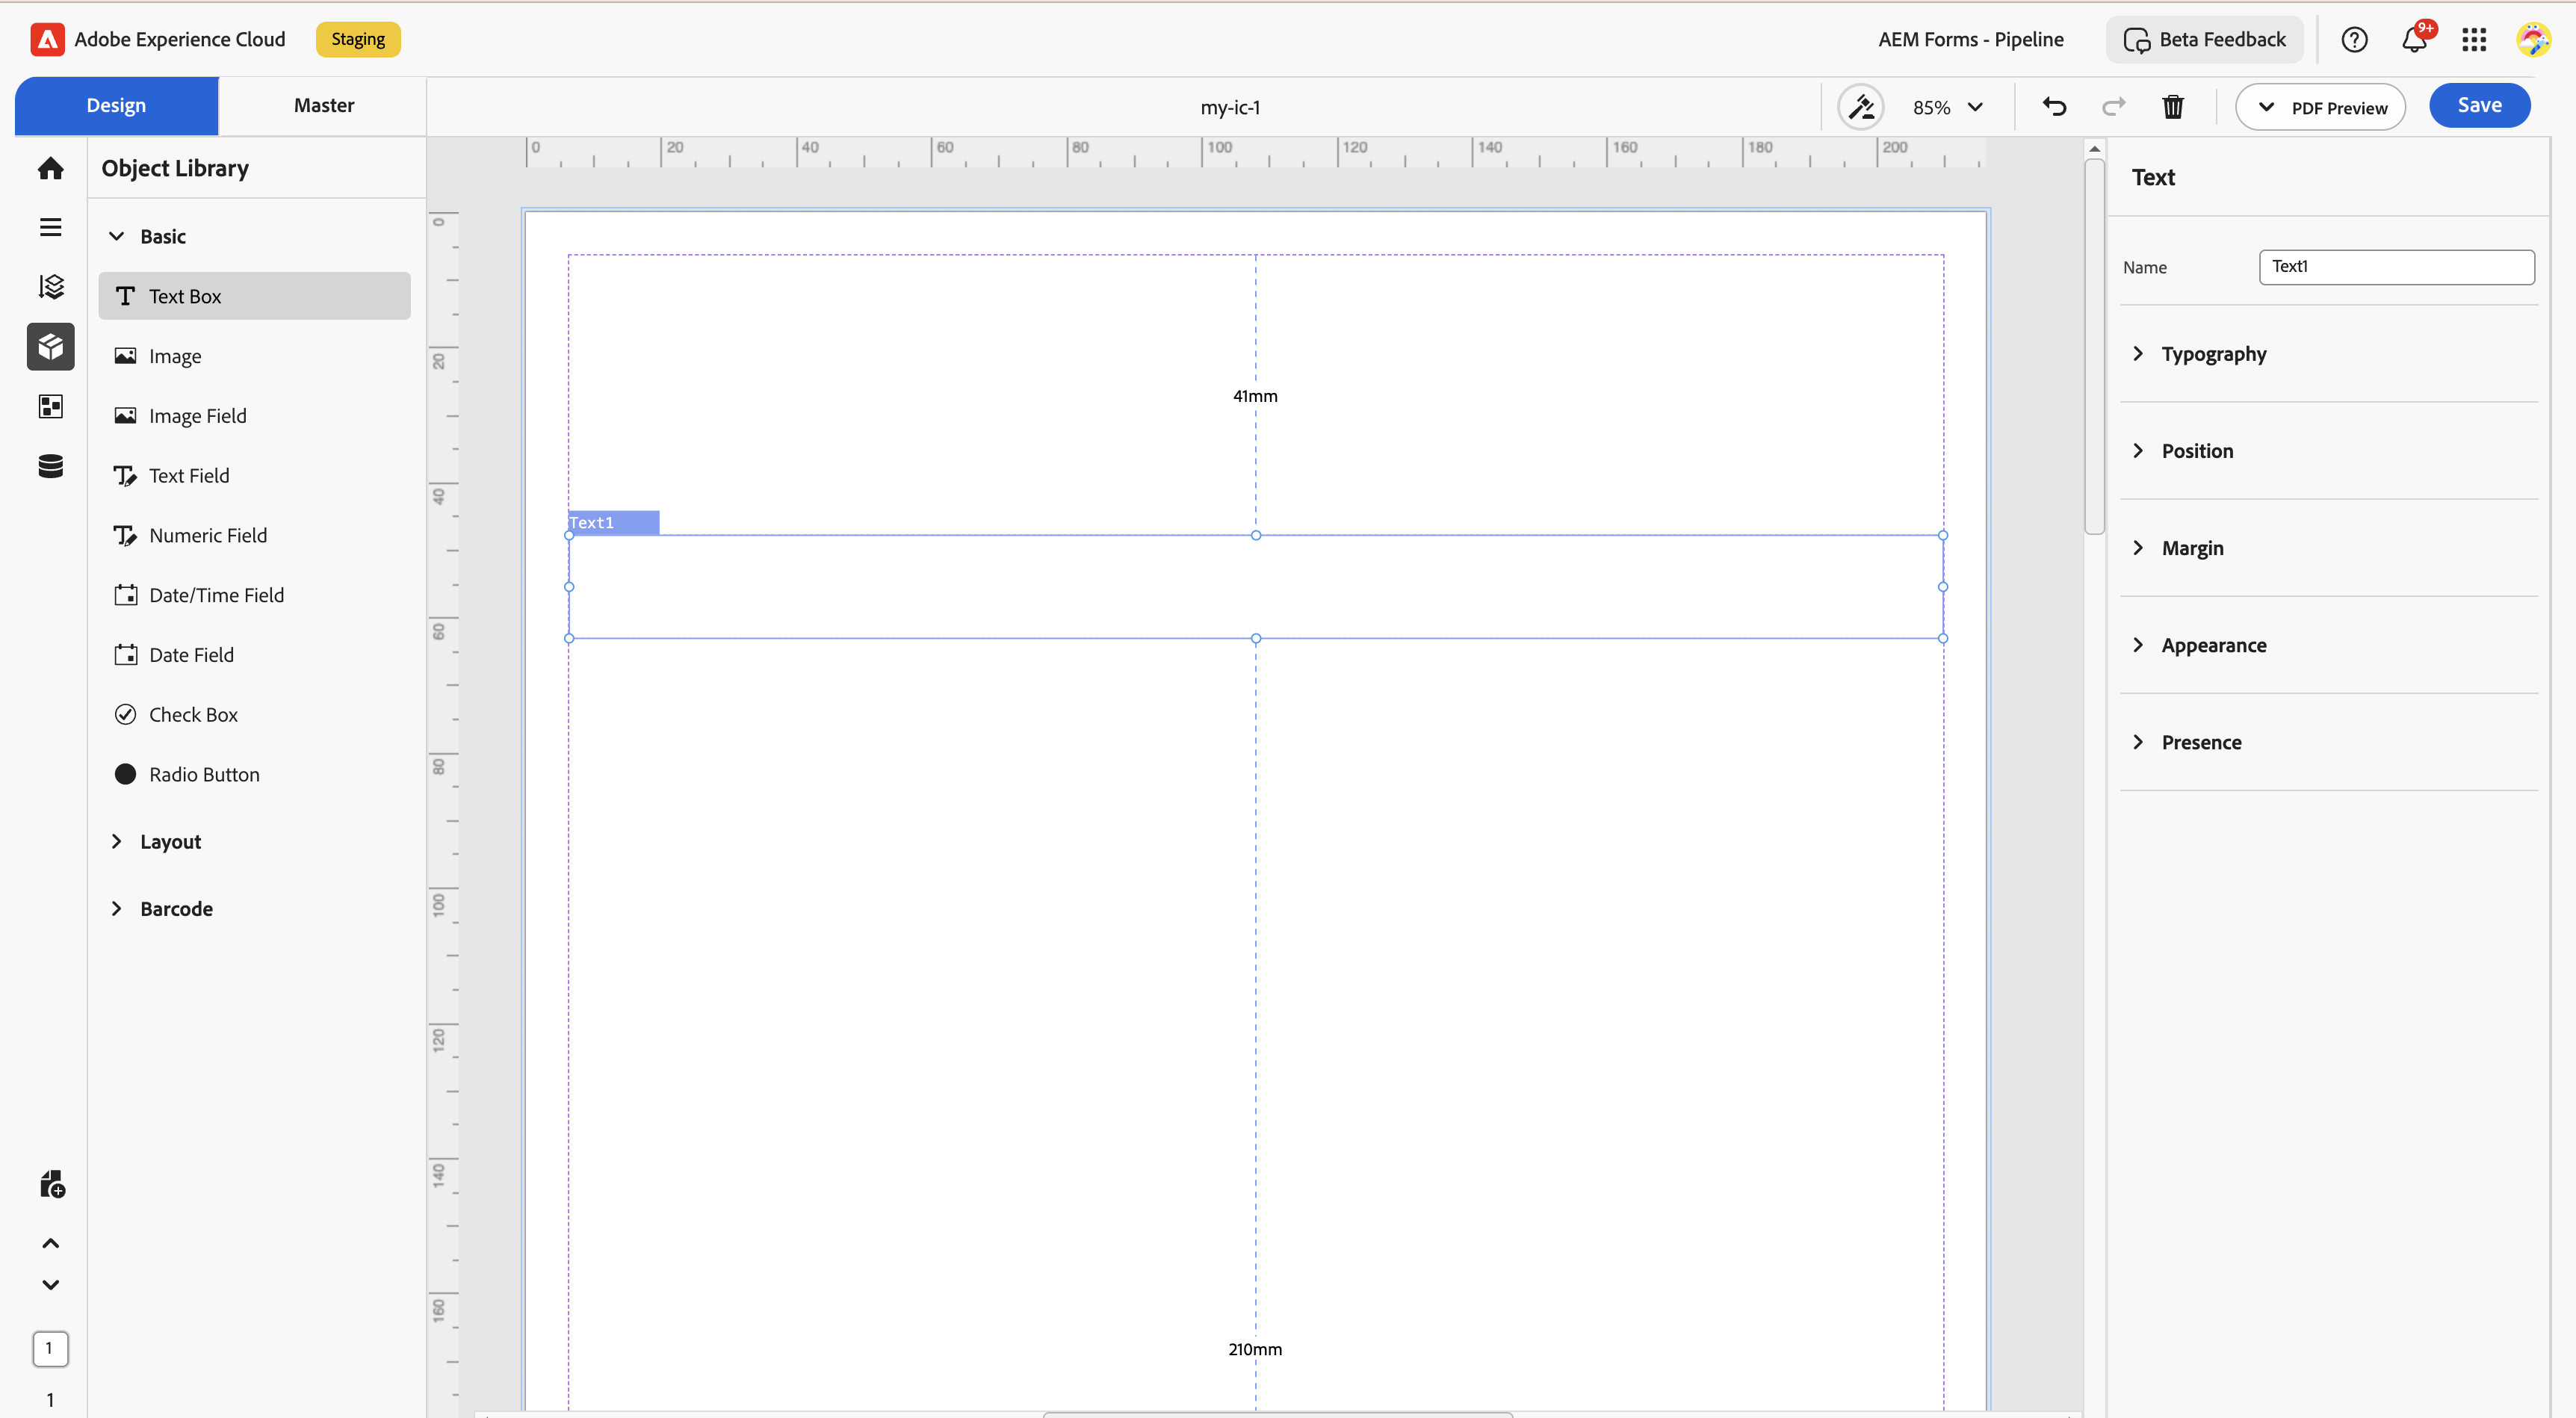 Adobe Experience Cloud
Staging
AEM Forms - Pipeline
Beta Feedback
9+
Design
Master
my-ic-1
85%
PDF Preview
Save
Object Library
Basic
Text Box
Image
Image Field
Text Field
Numeric Field
Date/Time Field
Date Field
Check Box
Radio Button
Layout
Barcode
1
1
0 20 40 60 80 100 120 140 160 180 200
0
20
40
60
80
100
120
140
160
41mm
Text1
210mm
Text
Name
Text1
Typography
Position
Margin
Appearance
Presence